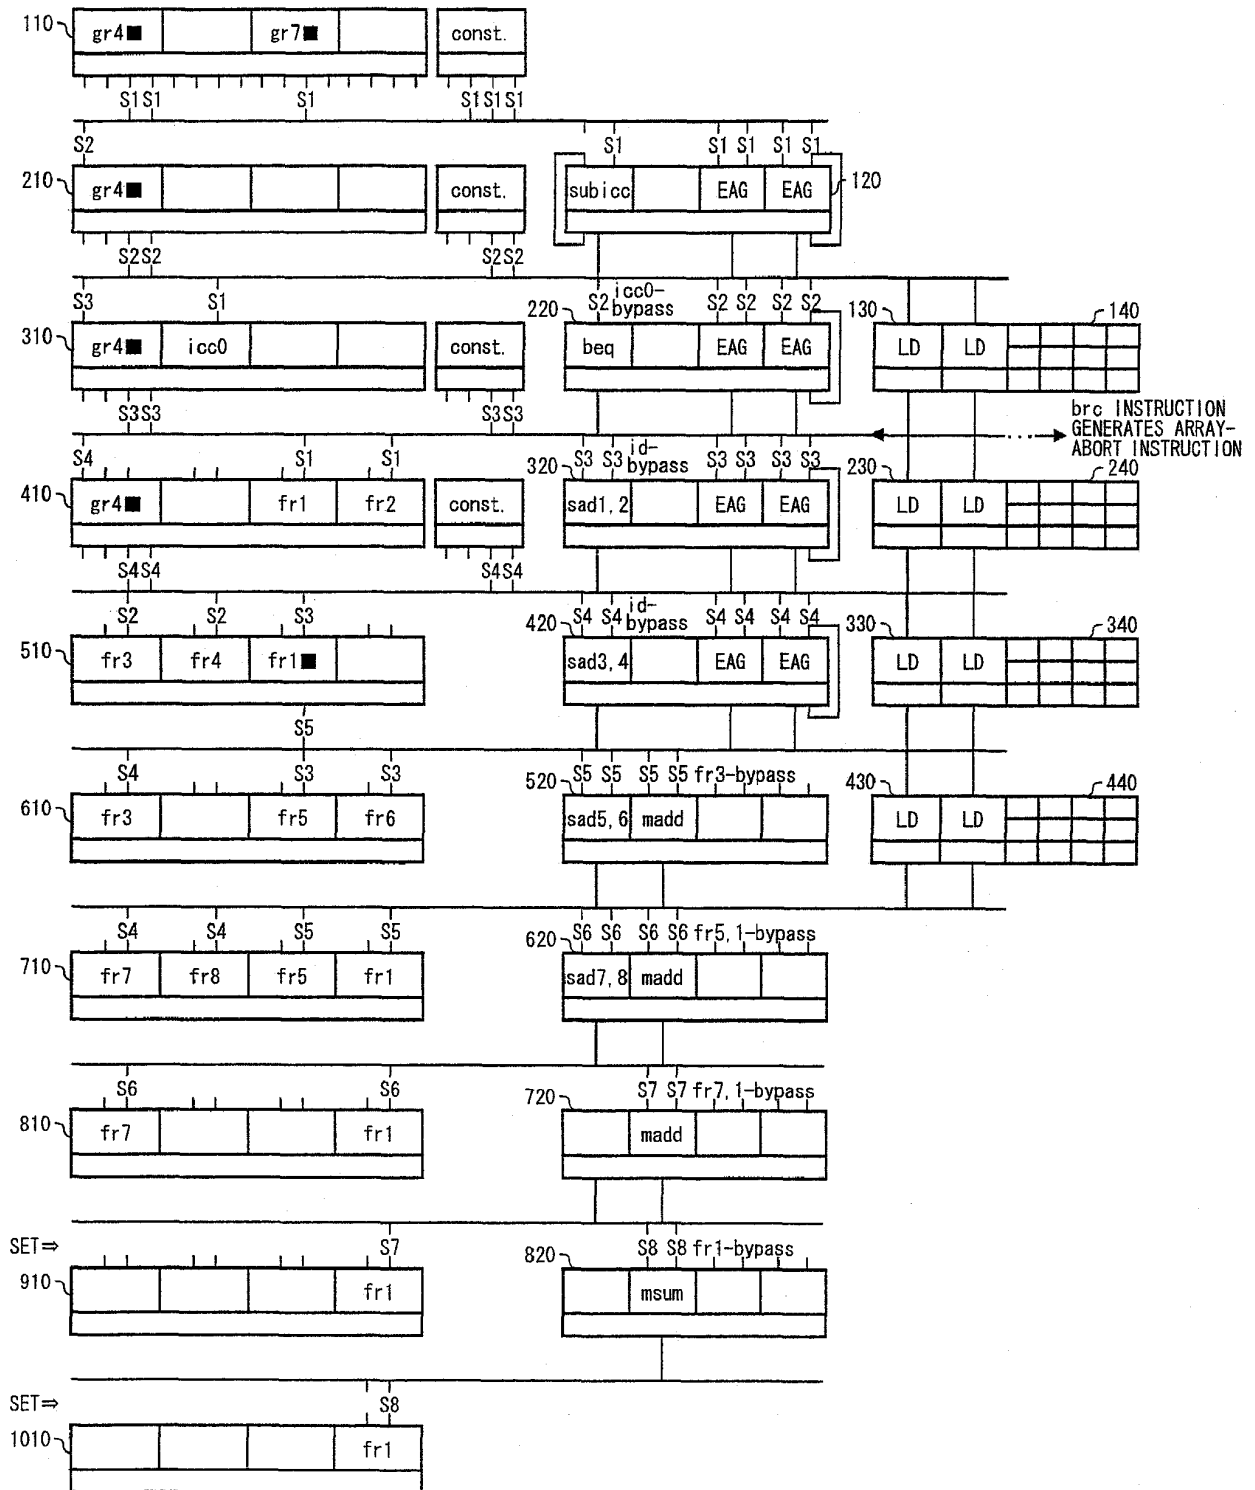 110 gr4■ gr7■ const.
S1 S1 S1 S1 S1 S1
S2 S1 S1 S1 S1 S1
210 gr4■ const. subicc EAG EAG 120
S2 S2 S2 S2
S3 S1 S2 icc0-bypass S2 S2 S2 S2
310 gr4■ icc0 const. 220 beq EAG EAG 130 LD LD 140
S3 S3 S3 S3
brc INSTRUCTION
GENERATES ARRAY-
ABORT INSTRUCTION
S4 S1 S1 S3 S3 id-bypass S3 S3 S3 S3
410 gr4■ fr1 fr2 const. 320 sad1,2 EAG EAG 230 LD LD 240
S4 S4 S4 S4
S2 S2 S3 S4 S4 id-bypass S4 S4 S4 S4
510 fr3 fr4 fr1■ 420 sad3,4 EAG EAG 330 LD LD 340
S5
S4 S3 S3 S5 S5 S5 S5 fr3-bypass
610 fr3 fr5 fr6 520 sad5,6 madd 430 LD LD 440
S4 S4 S5 S5 S6 S6 S6 S6 fr5,1-bypass
710 fr7 fr8 fr5 fr1 620 sad7,8 madd
S6 S6 S7 S7 fr7,1-bypass
810 fr7 fr1 720 madd
SET⇒ S7 S8 S8 fr1-bypass
910 fr1 820 msum
SET⇒ S8
1010 fr1